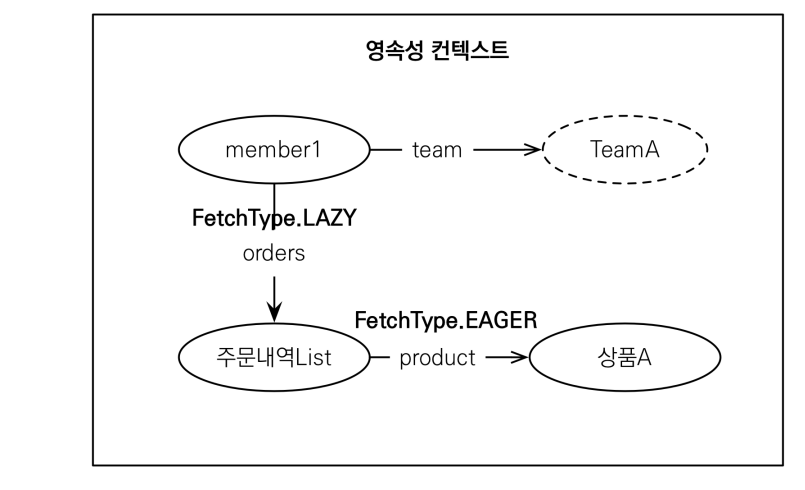 영속성 컨텍스트
member1
team
TeamA
FetchType.LAZY
orders
FetchType.EAGER
주문내역List
product
상품A